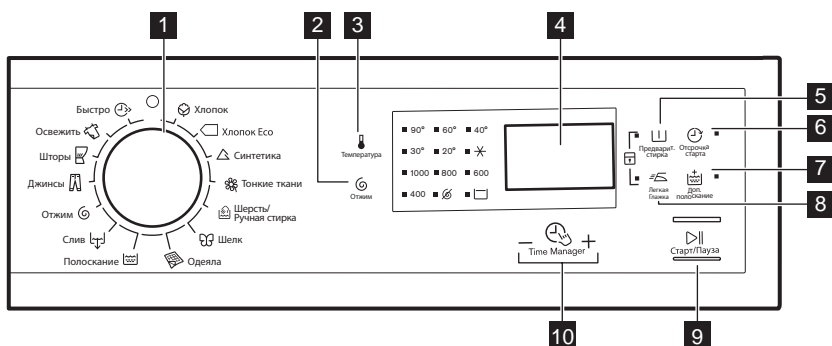 1
2
3
4
5
6
7
8
9
10
Быстро
Освежить
Шторы
Джинсы
Отжим
Слив
Полоскание
Хлопок
Хлопок Eco
Синтетика
Тонкие ткани
Шерсть/
Ручная стирка
Шелк
Одеяла
Температура
Отжим
90° 60° 40°
30° 20°
1000 800 600
400
Предварит.
стирка
Отсрочка
старта
Легкая
Глажка
Доп.
полоскание
Time Manager
Старт/Пауза